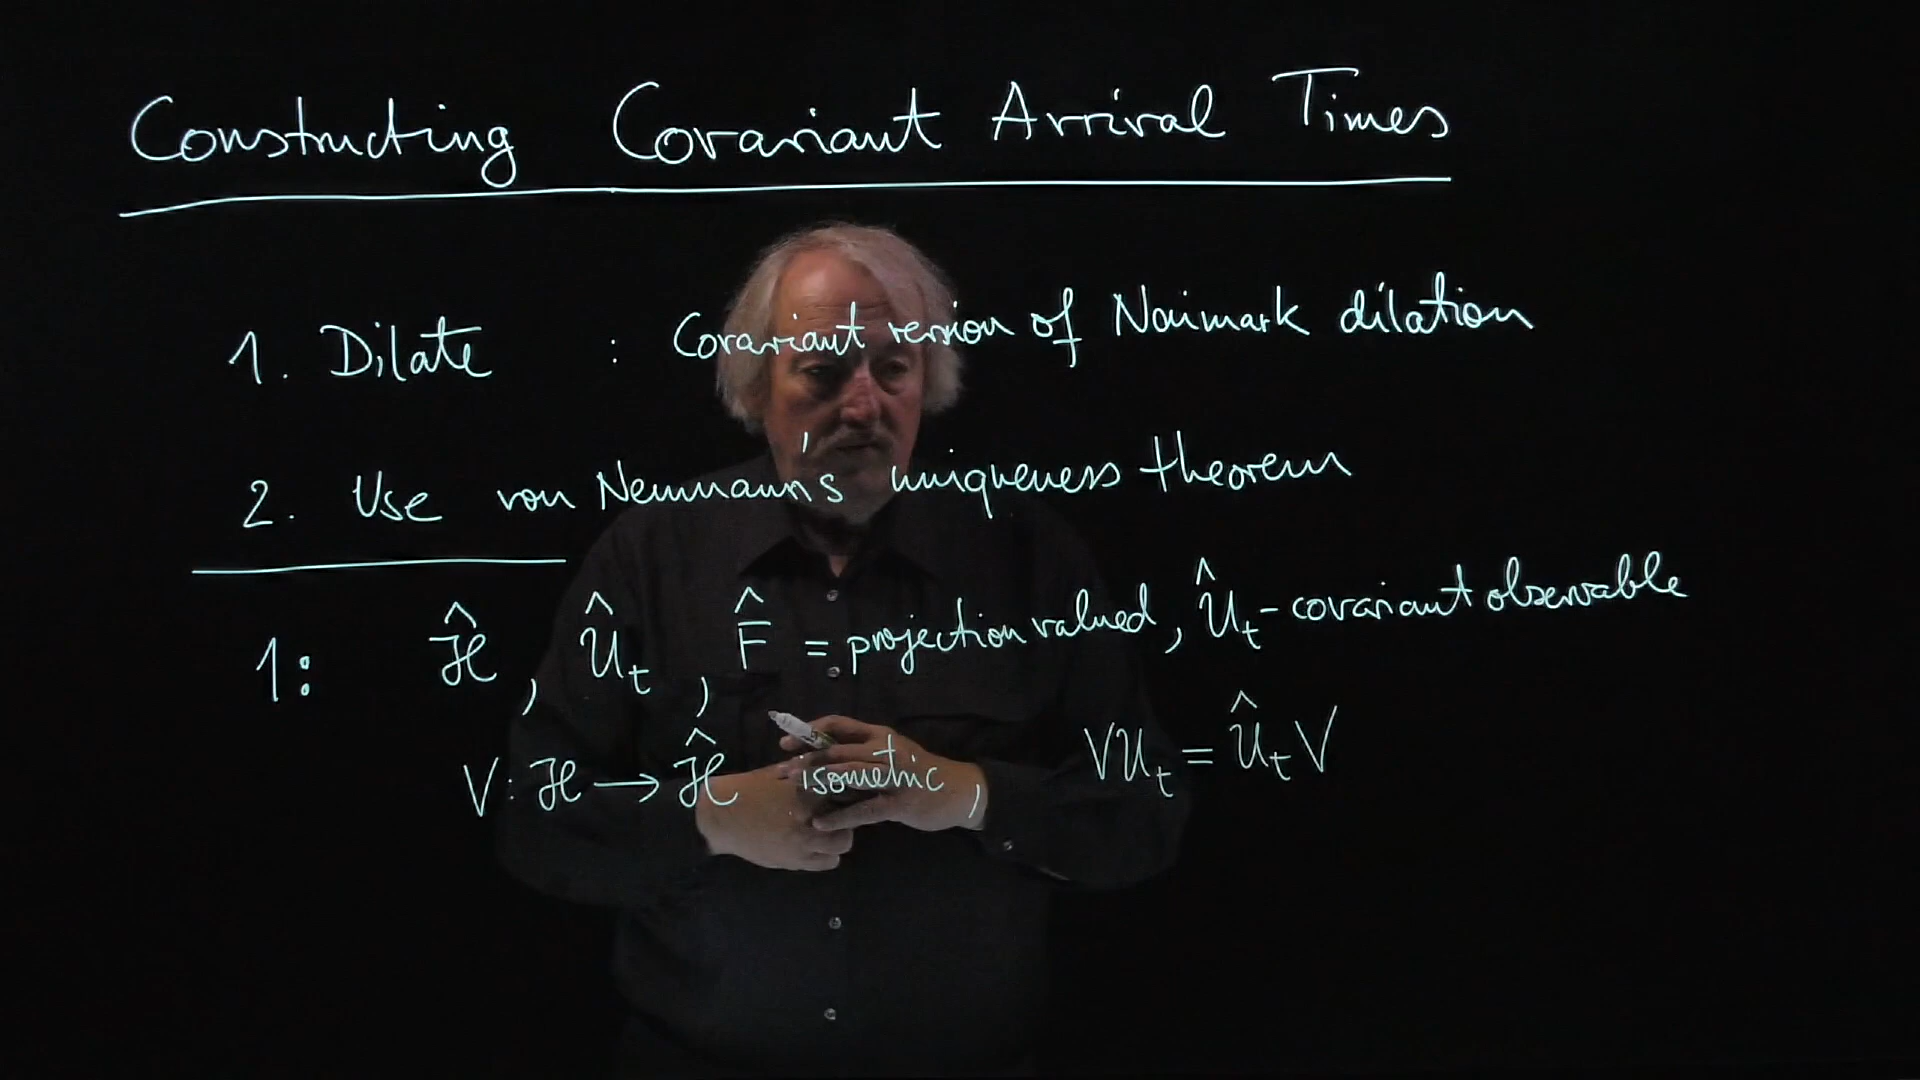 Constructing Covariant Arrival Times
1. Dilate : Covariant version of Naimark dilation
2. Use von Neumann's uniqueness theorem
1: Ĥ, Û_t, F̂ = projection valued, Û_t-covariant observable
V: H → Ĥ isometric, VU_t = Û_t V